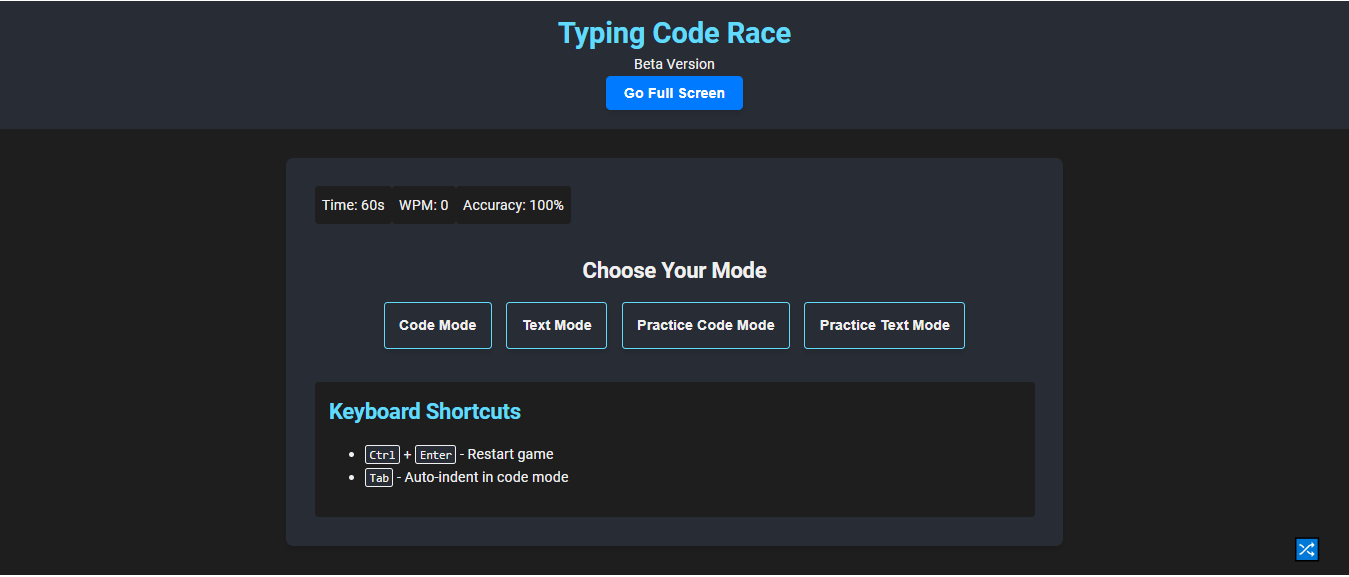 Typing Code Race
Beta Version
Go Full Screen
Time: 60s WPM: 0 Accuracy: 100%
Choose Your Mode
Code Mode Text Mode Practice Code Mode Practice Text Mode
Keyboard Shortcuts
Ctrl + Enter - Restart game
Tab - Auto-indent in code mode